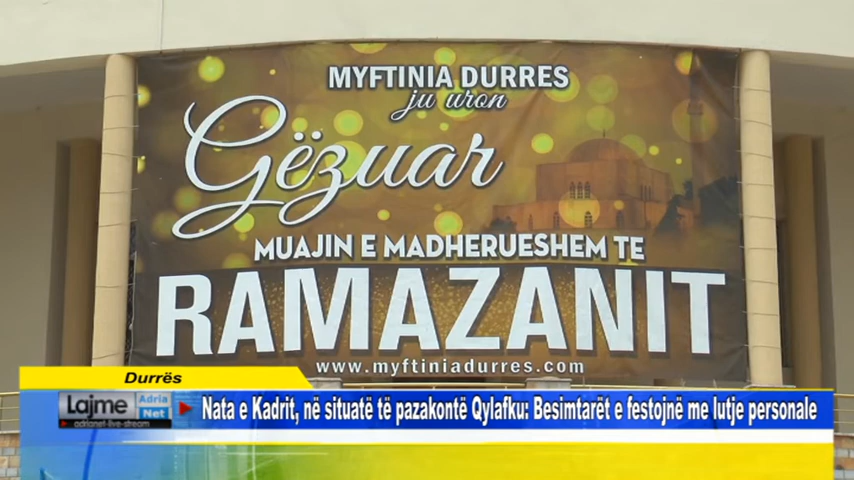 MYFTINIA DURRES
ju uron
Gëzuar
MUAJIN E MADHERUESHEM TE
RAMAZANIT
www.myftiniadurres.com
Durrës
Lajme Adria Net
adrianet-live-stream
Nata e Kadrit, në situatë të pazakontë Qylafku: Besimtarët e festojnë me lutje personale